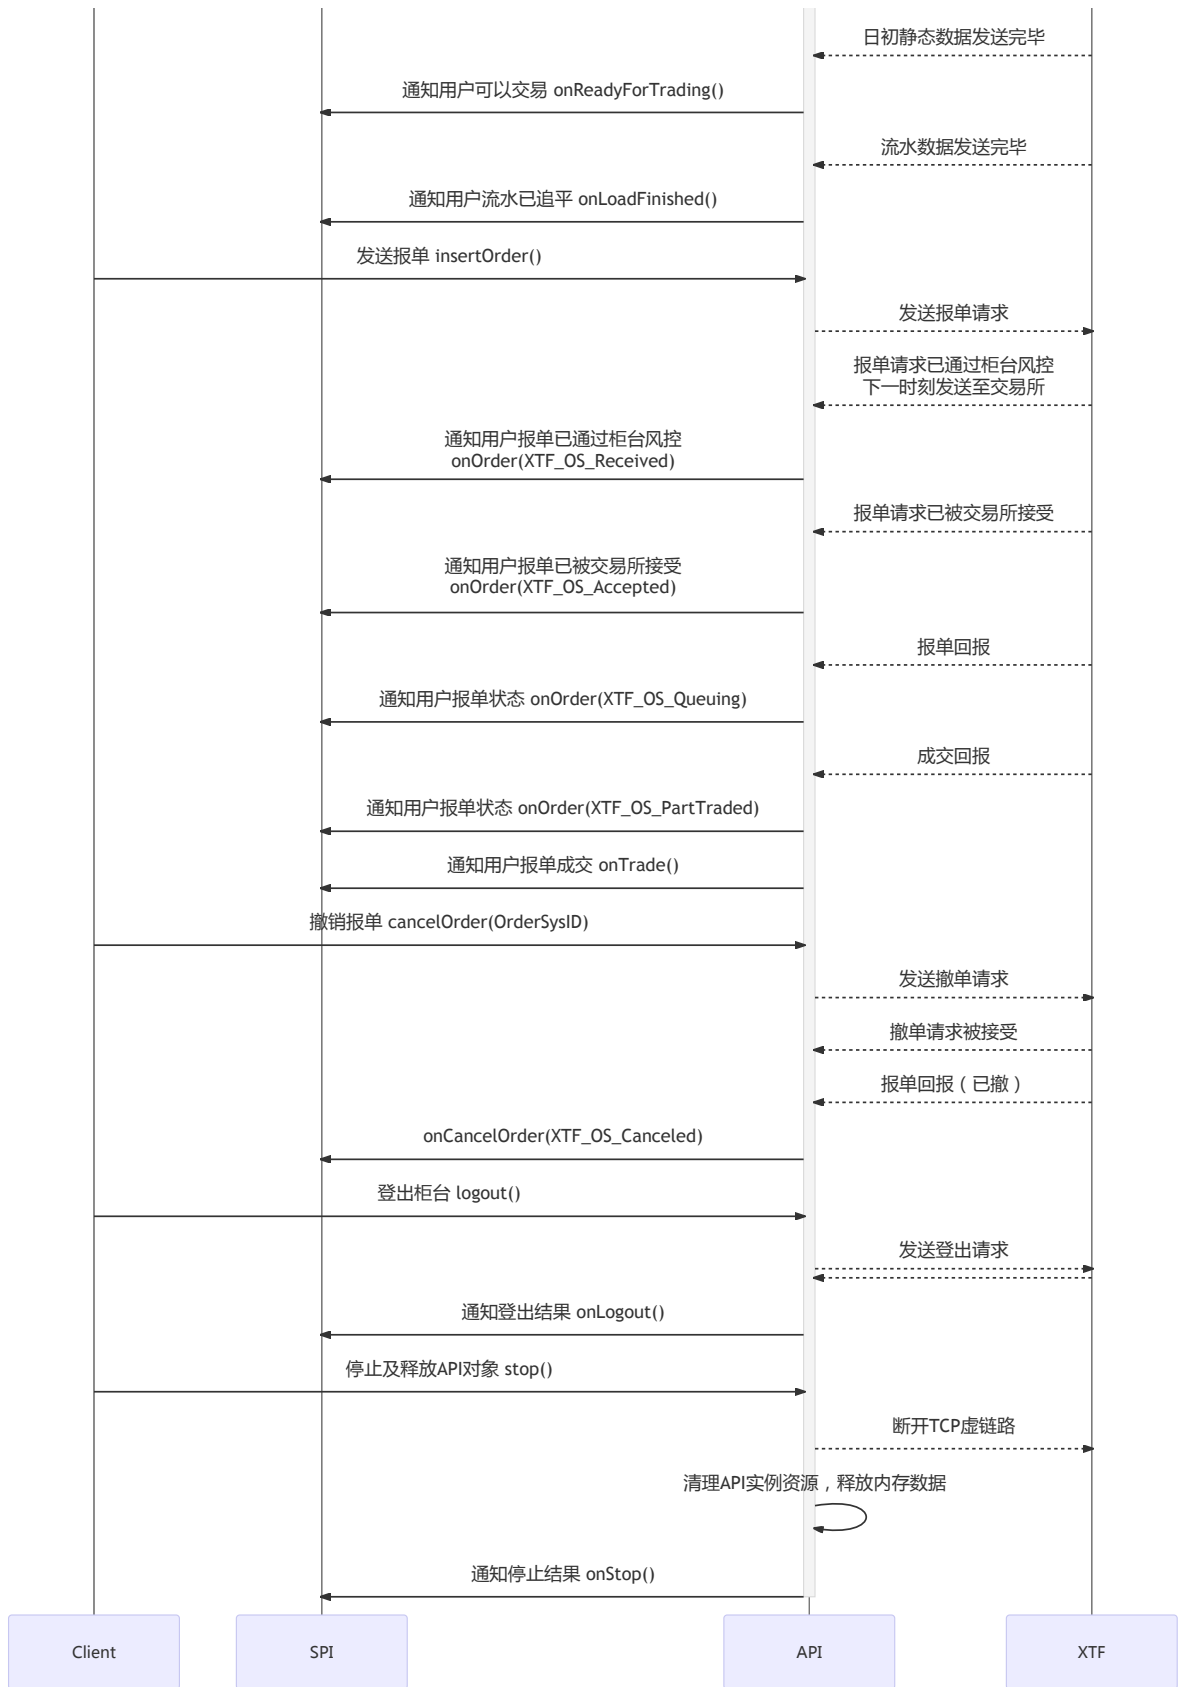 日初静态数据发送完毕
通知用户可以交易 onReadyForTrading()
流水数据发送完毕
通知用户流水已追平 onLoadFinished()
发送报单 insertOrder()
发送报单请求
报单请求已通过柜台风控
下一时刻发送至交易所
通知用户报单已通过柜台风控
onOrder(XTF_OS_Received)
报单请求已被交易所接受
通知用户报单已被交易所接受
onOrder(XTF_OS_Accepted)
报单回报
通知用户报单状态 onOrder(XTF_OS_Queuing)
成交回报
通知用户报单状态 onOrder(XTF_OS_PartTraded)
通知用户报单成交 onTrade()
撤销报单 cancelOrder(OrderSysID)
发送撤单请求
撤单请求被接受
报单回报（已撤）
onCancelOrder(XTF_OS_Canceled)
登出柜台 logout()
发送登出请求
通知登出结果 onLogout()
停止及释放API对象 stop()
断开TCP虚链路
清理API实例资源，释放内存数据
通知停止结果 onStop()
Client
SPI
API
XTF